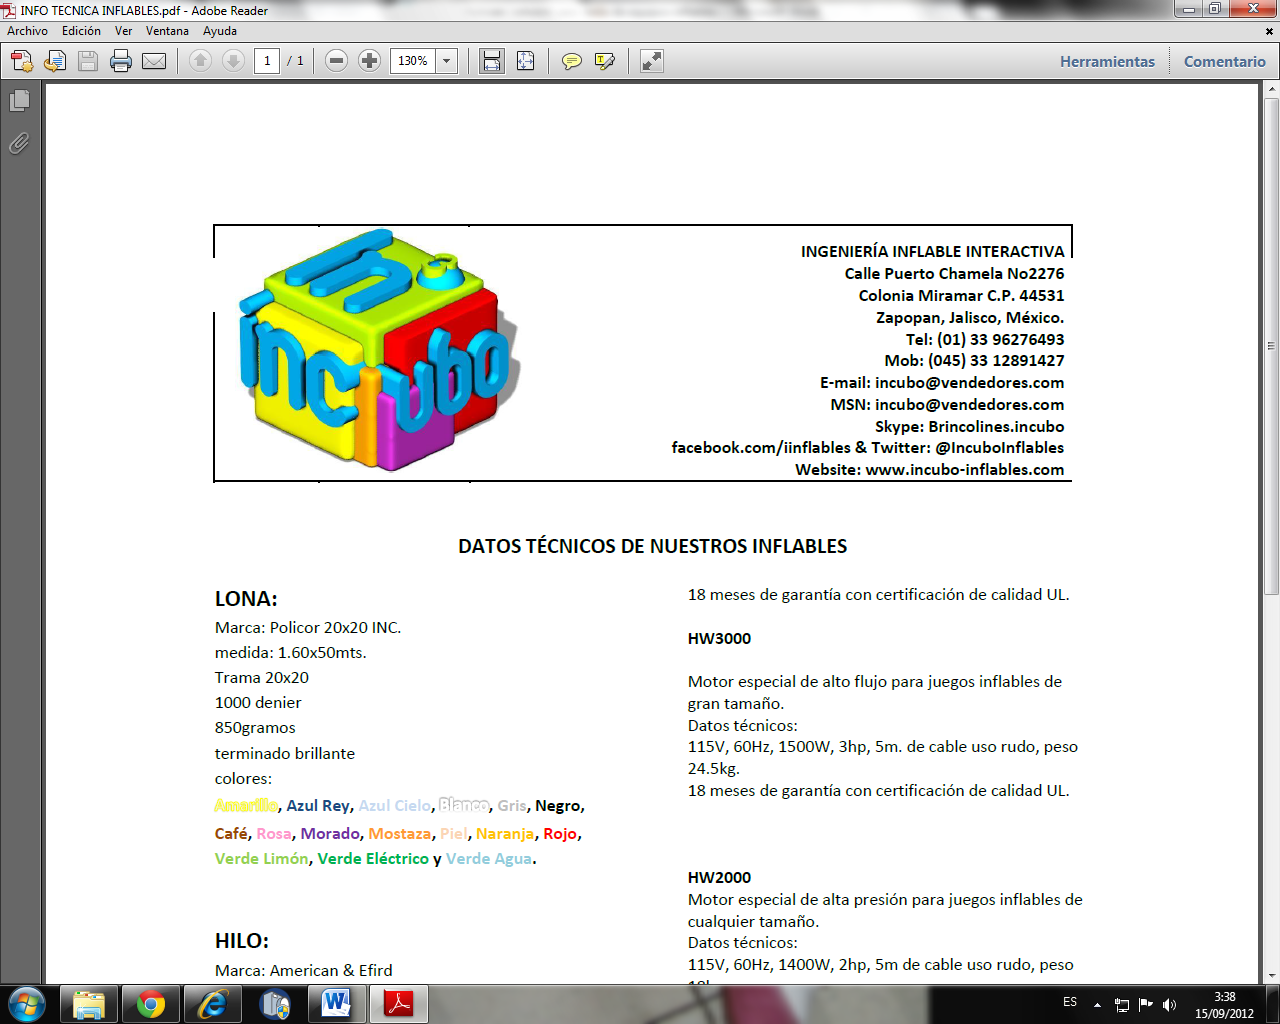 INFO TECNICA INFLABLES.pdf - Adobe Reader
Archivo Edición Ver Ventana Ayuda
1 / 1 130% Herramientas Comentario
in3
inc ubo
INGENIERÍA INFLABLE INTERACTIVA
Calle Puerto Chamela No2276
Colonia Miramar C.P. 44531
Zapopan, Jalisco, México.
Tel: (01) 33 96276493
Mob: (045) 33 12891427
E-mail: incubo@vendedores.com
MSN: incubo@vendedores.com
Skype: Brincolines.incubo
facebook.com/iinflables & Twitter: @IncuboInflables
Website: www.incubo-inflables.com
DATOS TÉCNICOS DE NUESTROS INFLABLES
LONA:
Marca: Policor 20x20 INC.
medida: 1.60x50mts.
Trama 20x20
1000 denier
850gramos
terminado brillante
colores:
Amarillo, Azul Rey, Azul Cielo, Blanco, Gris, Negro,
Café, Rosa, Morado, Mostaza, Piel, Naranja, Rojo,
Verde Limón, Verde Eléctrico y Verde Agua.
HILO:
Marca: American & Efird
18 meses de garantía con certificación de calidad UL.
HW3000
Motor especial de alto flujo para juegos inflables de
gran tamaño.
Datos técnicos:
115V, 60Hz, 1500W, 3hp, 5m. de cable uso rudo, peso
24.5kg.
18 meses de garantía con certificación de calidad UL.
HW2000
Motor especial de alta presión para juegos inflables de
cualquier tamaño.
Datos técnicos:
115V, 60Hz, 1400W, 2hp, 5m de cable uso rudo, peso
ES 3:38
15/09/2012